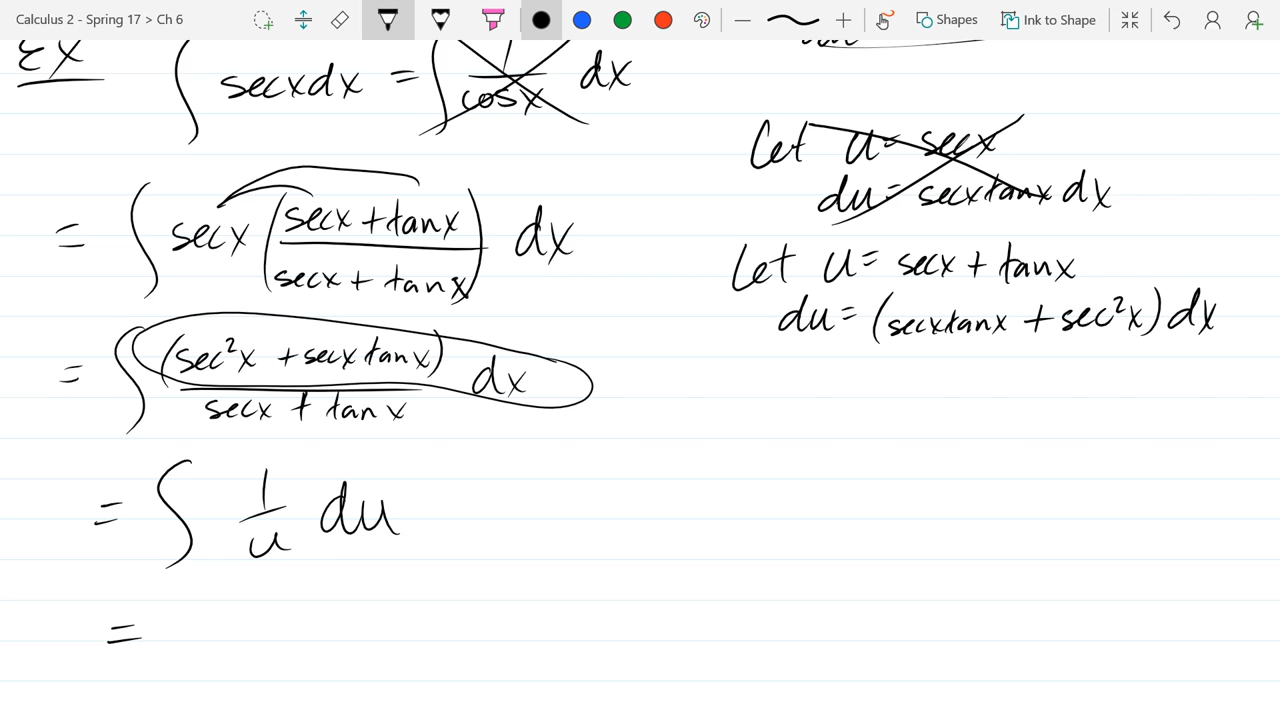 Calculus 2 - Spring 17 > Ch 6
Shapes
Ink to Shape
Ex ∫ secx dx = ∫ 1/cosx dx
= ∫ secx ( (secx + tanx)/(secx + tanx) ) dx
= ∫ (sec²x + secx tanx)/(secx + tanx) dx
= ∫ 1/u du
=
Let u = secx
du = secxtanx dx
Let u = secx + tanx
du = (secxtanx + sec²x) dx